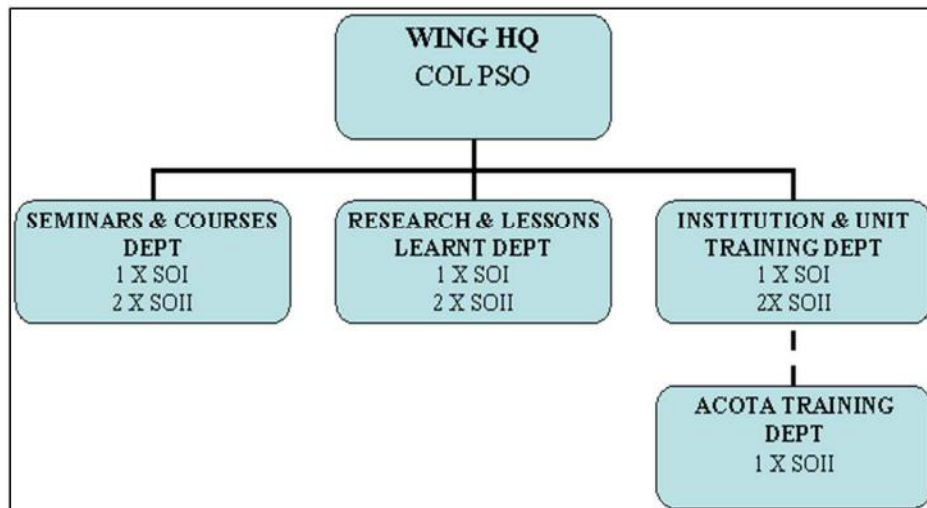 WING HQ
COL PSO
SEMINARS & COURSES
DEPT
1 X SOI
2 X SOII
RESEARCH & LESSONS
LEARNT DEPT
1 X SOI
2 X SOII
INSTITUTION & UNIT
TRAINING DEPT
1 X SOI
2X SOII
ACOTA TRAINING
DEPT
1 X SOII